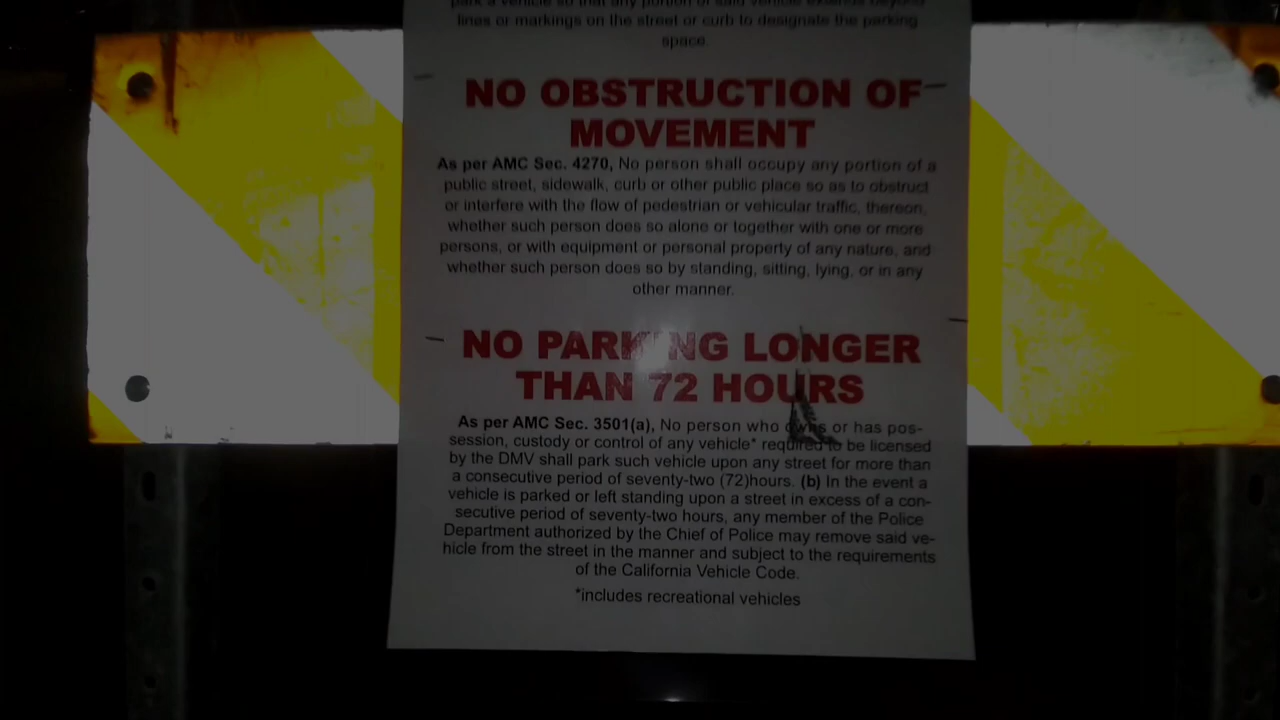 park a vehicle so that any portion of said vehicle extends beyond
lines or markings on the street or curb to designate the parking
space.
NO OBSTRUCTION OF
MOVEMENT
As per AMC Sec. 4270, No person shall occupy any portion of a
public street, sidewalk, curb or other public place so as to obstruct
or interfere with the flow of pedestrian or vehicular traffic, thereon,
whether such person does so alone or together with one or more
persons, or with equipment or personal property of any nature, and
whether such person does so by standing, sitting, lying, or in any
other manner.
NO PARKING LONGER
THAN 72 HOURS
As per AMC Sec. 3501(a), No person who owns or has pos-
session, custody or control of any vehicle* required to be licensed
by the DMV shall park such vehicle upon any street for more than
a consecutive period of seventy-two (72)hours. (b) In the event a
vehicle is parked or left standing upon a street in excess of a con-
secutive period of seventy-two hours, any member of the Police
Department authorized by the Chief of Police may remove said ve-
hicle from the street in the manner and subject to the requirements
of the California Vehicle Code.
*includes recreational vehicles